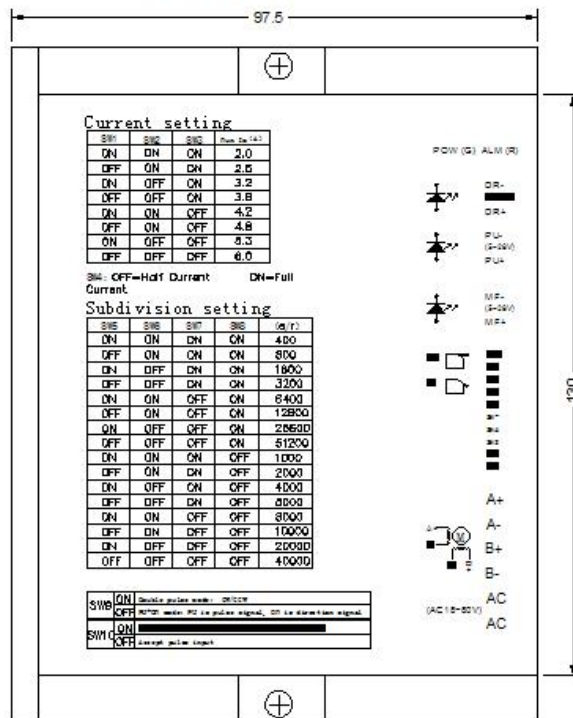 97.5
Current setting
SW1 SW2 SW3
ON ON ON 2.0
OFF ON ON 2.6
ON OFF ON 3.2
OFF OFF ON 3.8
ON ON OFF 4.2
OFF ON OFF 4.8
ON OFF OFF 5.3
OFF OFF OFF 6.0
SW4: OFF=Half Current ON=Full
Current
Subdivision setting
SW5 SW6 SW7 SW8 (s/r)
ON ON ON ON 400
OFF ON ON ON 800
ON OFF ON ON 1600
OFF OFF ON ON 3200
ON ON OFF ON 6400
OFF ON OFF ON 12800
ON OFF OFF ON 25600
OFF OFF OFF ON 51200
ON ON ON OFF 1000
OFF ON ON OFF 2000
ON OFF ON OFF 4000
OFF OFF ON OFF 5000
ON ON OFF OFF 8000
OFF ON OFF OFF 10000
ON OFF OFF OFF 20000
OFF OFF OFF OFF 40000
SW9 ON Double pulse mode: CW/CCW
OFF mode: PU is pulse signal, DR is direction signal
SW10 ON
OFF Accept pulse input
POW (G) ALM (R)
DR-
DR+
PU-
PU+
MF-
MF+
A+
A-
B+
B-
AC
AC
M
130